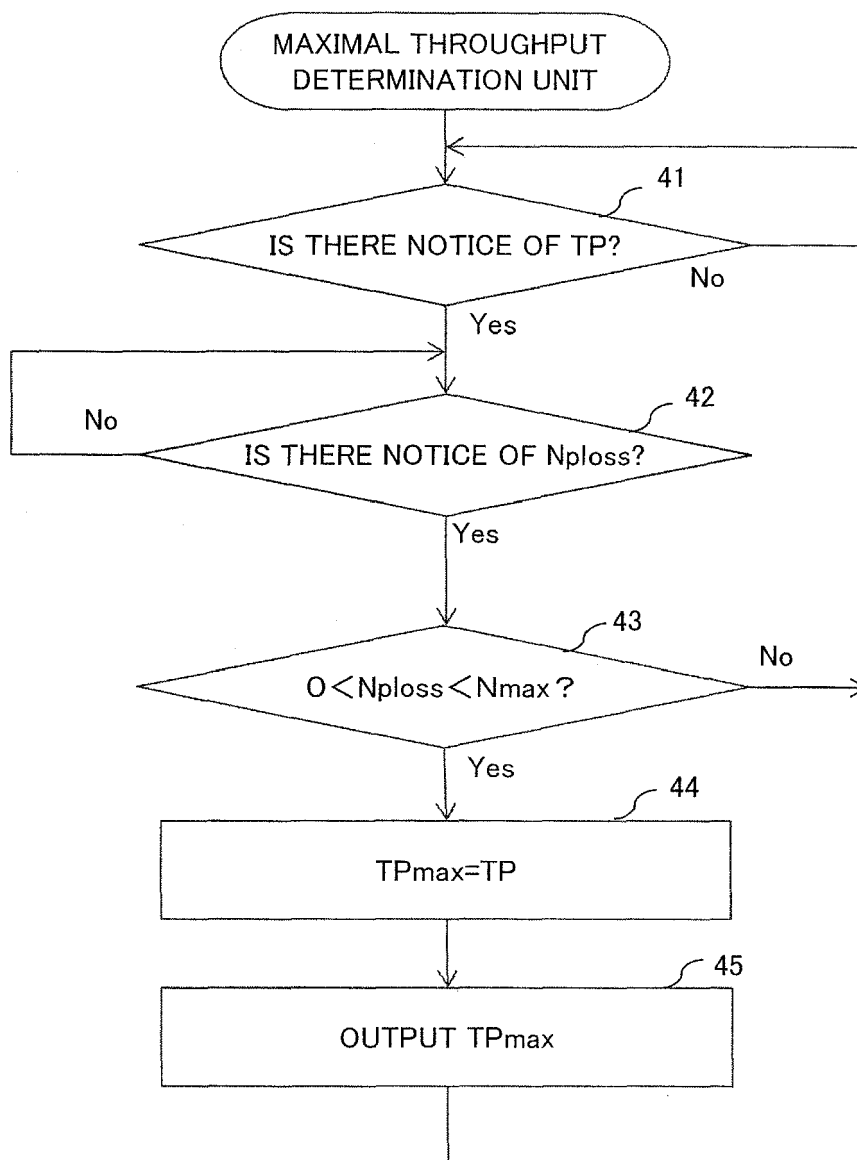 MAXIMAL THROUGHPUT
DETERMINATION UNIT
41
IS THERE NOTICE OF TP?
No
Yes
42
No
IS THERE NOTICE OF Nploss?
Yes
43
No
0<Nploss<Nmax?
Yes
44
TPmax=TP
45
OUTPUT TPmax